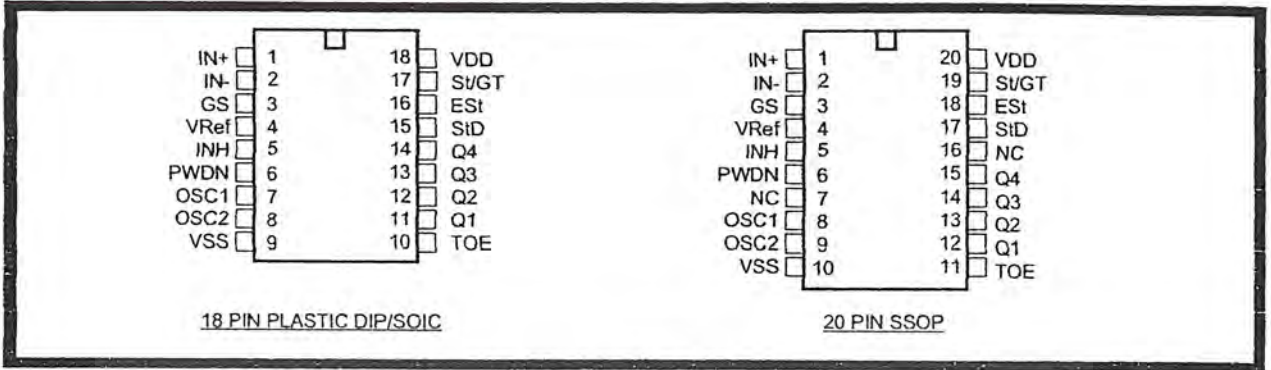 IN+ 1 18 VDD
IN- 2 17 St/GT
GS 3 16 ESt
VRef 4 15 StD
INH 5 14 Q4
PWDN 6 13 Q3
OSC1 7 12 Q2
OSC2 8 11 Q1
VSS 9 10 TOE
18 PIN PLASTIC DIP/SOIC
IN+ 1 20 VDD
IN- 2 19 St/GT
GS 3 18 ESt
VRef 4 17 StD
INH 5 16 NC
PWDN 6 15 Q4
NC 7 14 Q3
OSC1 8 13 Q2
OSC2 9 12 Q1
VSS 10 11 TOE
20 PIN SSOP